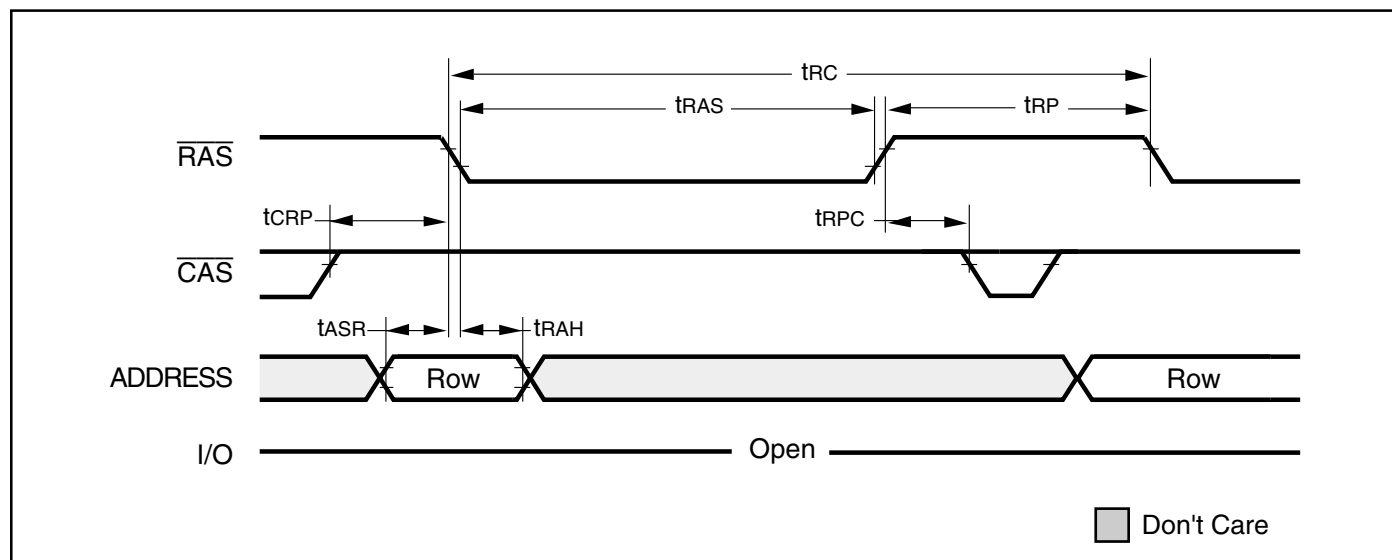 tRC
tRAS
tRP
RAS
tCRP
tRPC
CAS
tASR
tRAH
ADDRESS
Row
Row
I/O
Open
Don't Care